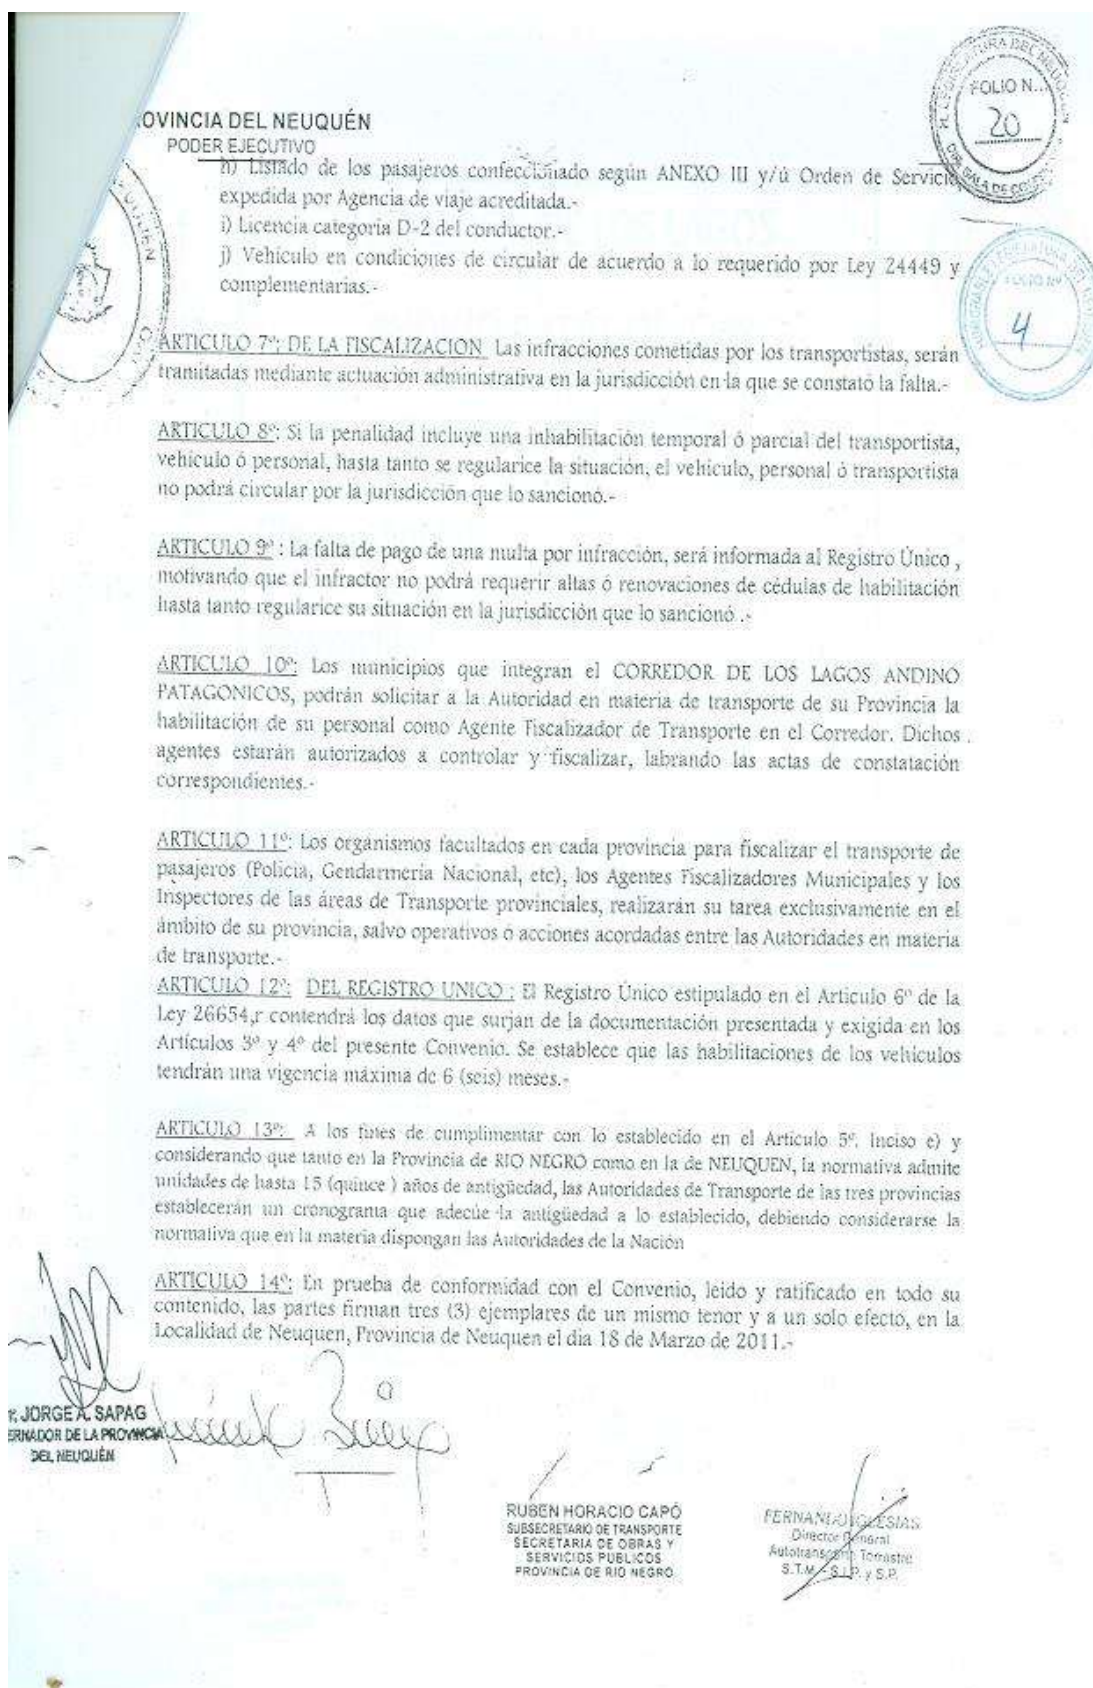 OVINCIA DEL NEUQUÉN
PODER EJECUTIVO
FOLIO N...
20
h) Listado de los pasajeros confeccionado según ANEXO III y/ú Orden de Servicio
expedida por Agencia de viaje acreditada.-
i) Licencia categoría D-2 del conductor.-
j) Vehículo en condiciones de circular de acuerdo a lo requerido por Ley 24449 y
complementarias.-
FOLIO Nº
4
ARTICULO 7º: DE LA FISCALIZACION Las infracciones cometidas por los transportistas, serán
tramitadas mediante actuación administrativa en la jurisdicción en la que se constató la falta.-
ARTICULO 8º: Si la penalidad incluye una inhabilitación temporal ó parcial del transportista,
vehículo ó personal, hasta tanto se regularice la situación, el vehículo, personal ó transportista
no podrá circular por la jurisdicción que lo sancionó.-
ARTICULO 9º : La falta de pago de una multa por infracción, será informada al Registro Único ,
motivando que el infractor no podrá requerir altas ó renovaciones de cédulas de habilitación
hasta tanto regularice su situación en la jurisdicción que lo sancionó .-
ARTICULO 10º: Los municipios que integran el CORREDOR DE LOS LAGOS ANDINO
PATAGONICOS, podrán solicitar a la Autoridad en materia de transporte de su Provincia la
habilitación de su personal como Agente Fiscalizador de Transporte en el Corredor. Dichos
agentes estarán autorizados a controlar y fiscalizar, labrando las actas de constatación
correspondientes.-
ARTICULO 11º: Los organismos facultados en cada provincia para fiscalizar el transporte de
pasajeros (Policía, Gendarmería Nacional, etc), los Agentes Fiscalizadores Municipales y los
Inspectores de las áreas de Transporte provinciales, realizarán su tarea exclusivamente en el
ámbito de su provincia, salvo operativos ó acciones acordadas entre las Autoridades en materia
de transporte.-
ARTICULO 12º: DEL REGISTRO UNICO : El Registro Único estipulado en el Articulo 6º de la
Ley 26654,r contendrá los datos que surjan de la documentación presentada y exigida en los
Artículos 3º y 4º del presente Convenio. Se establece que las habilitaciones de los vehículos
tendrán una vigencia máxima de 6 (seis) meses.-
ARTICULO 13º: A los fines de cumplimentar con lo establecido en el Articulo 5º. Inciso e) y
considerando que tanto en la Provincia de RIO NEGRO como en la de NEUQUEN, la normativa admite
unidades de hasta 15 (quince ) años de antigüedad, las Autoridades de Transporte de las tres provincias
establecerán un cronograma que adecúe la antigüedad a lo establecido, debiendo considerarse la
normativa que en la materia dispongan las Autoridades de la Nación
ARTICULO 14º: En prueba de conformidad con el Convenio, leido y ratificado en todo su
contenido, las partes firman tres (3) ejemplares de un mismo tenor y a un solo efecto, en la
Localidad de Neuquen, Provincia de Neuquen el dia 18 de Marzo de 2011.-
r. JORGE A. SAPAG
ERNADOR DE LA PROVINCIA
DEL NEUQUÉN
RUBEN HORACIO CAPÓ
SUBSECRETARIO DE TRANSPORTE
SECRETARIA DE OBRAS Y
SERVICIOS PUBLICOS
PROVINCIA DE RIO NEGRO
FERNANDO IGLESIAS
Director General
Autotransporte Terrestre
S.T.M - S.I.P. y S.P.